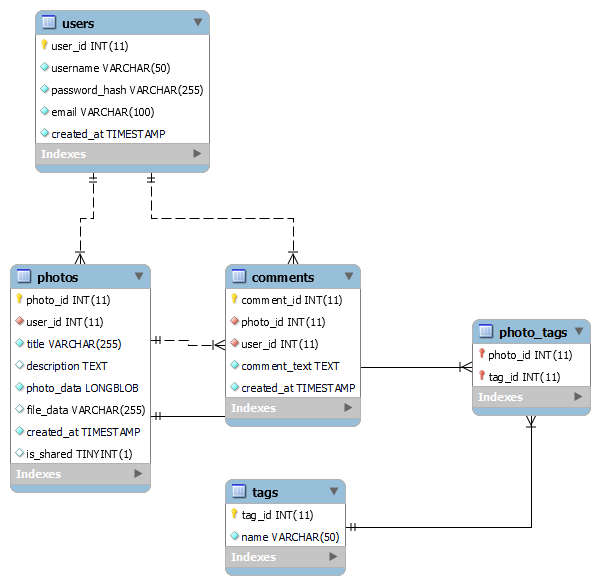 users
user_id INT(11)
username VARCHAR(50)
password_hash VARCHAR(255)
email VARCHAR(100)
created_at TIMESTAMP
Indexes
photos
photo_id INT(11)
user_id INT(11)
title VARCHAR(255)
description TEXT
photo_data LONGBLOB
file_data VARCHAR(255)
created_at TIMESTAMP
is_shared TINYINT(1)
Indexes
comments
comment_id INT(11)
photo_id INT(11)
user_id INT(11)
comment_text TEXT
created_at TIMESTAMP
Indexes
photo_tags
photo_id INT(11)
tag_id INT(11)
Indexes
tags
tag_id INT(11)
name VARCHAR(50)
Indexes